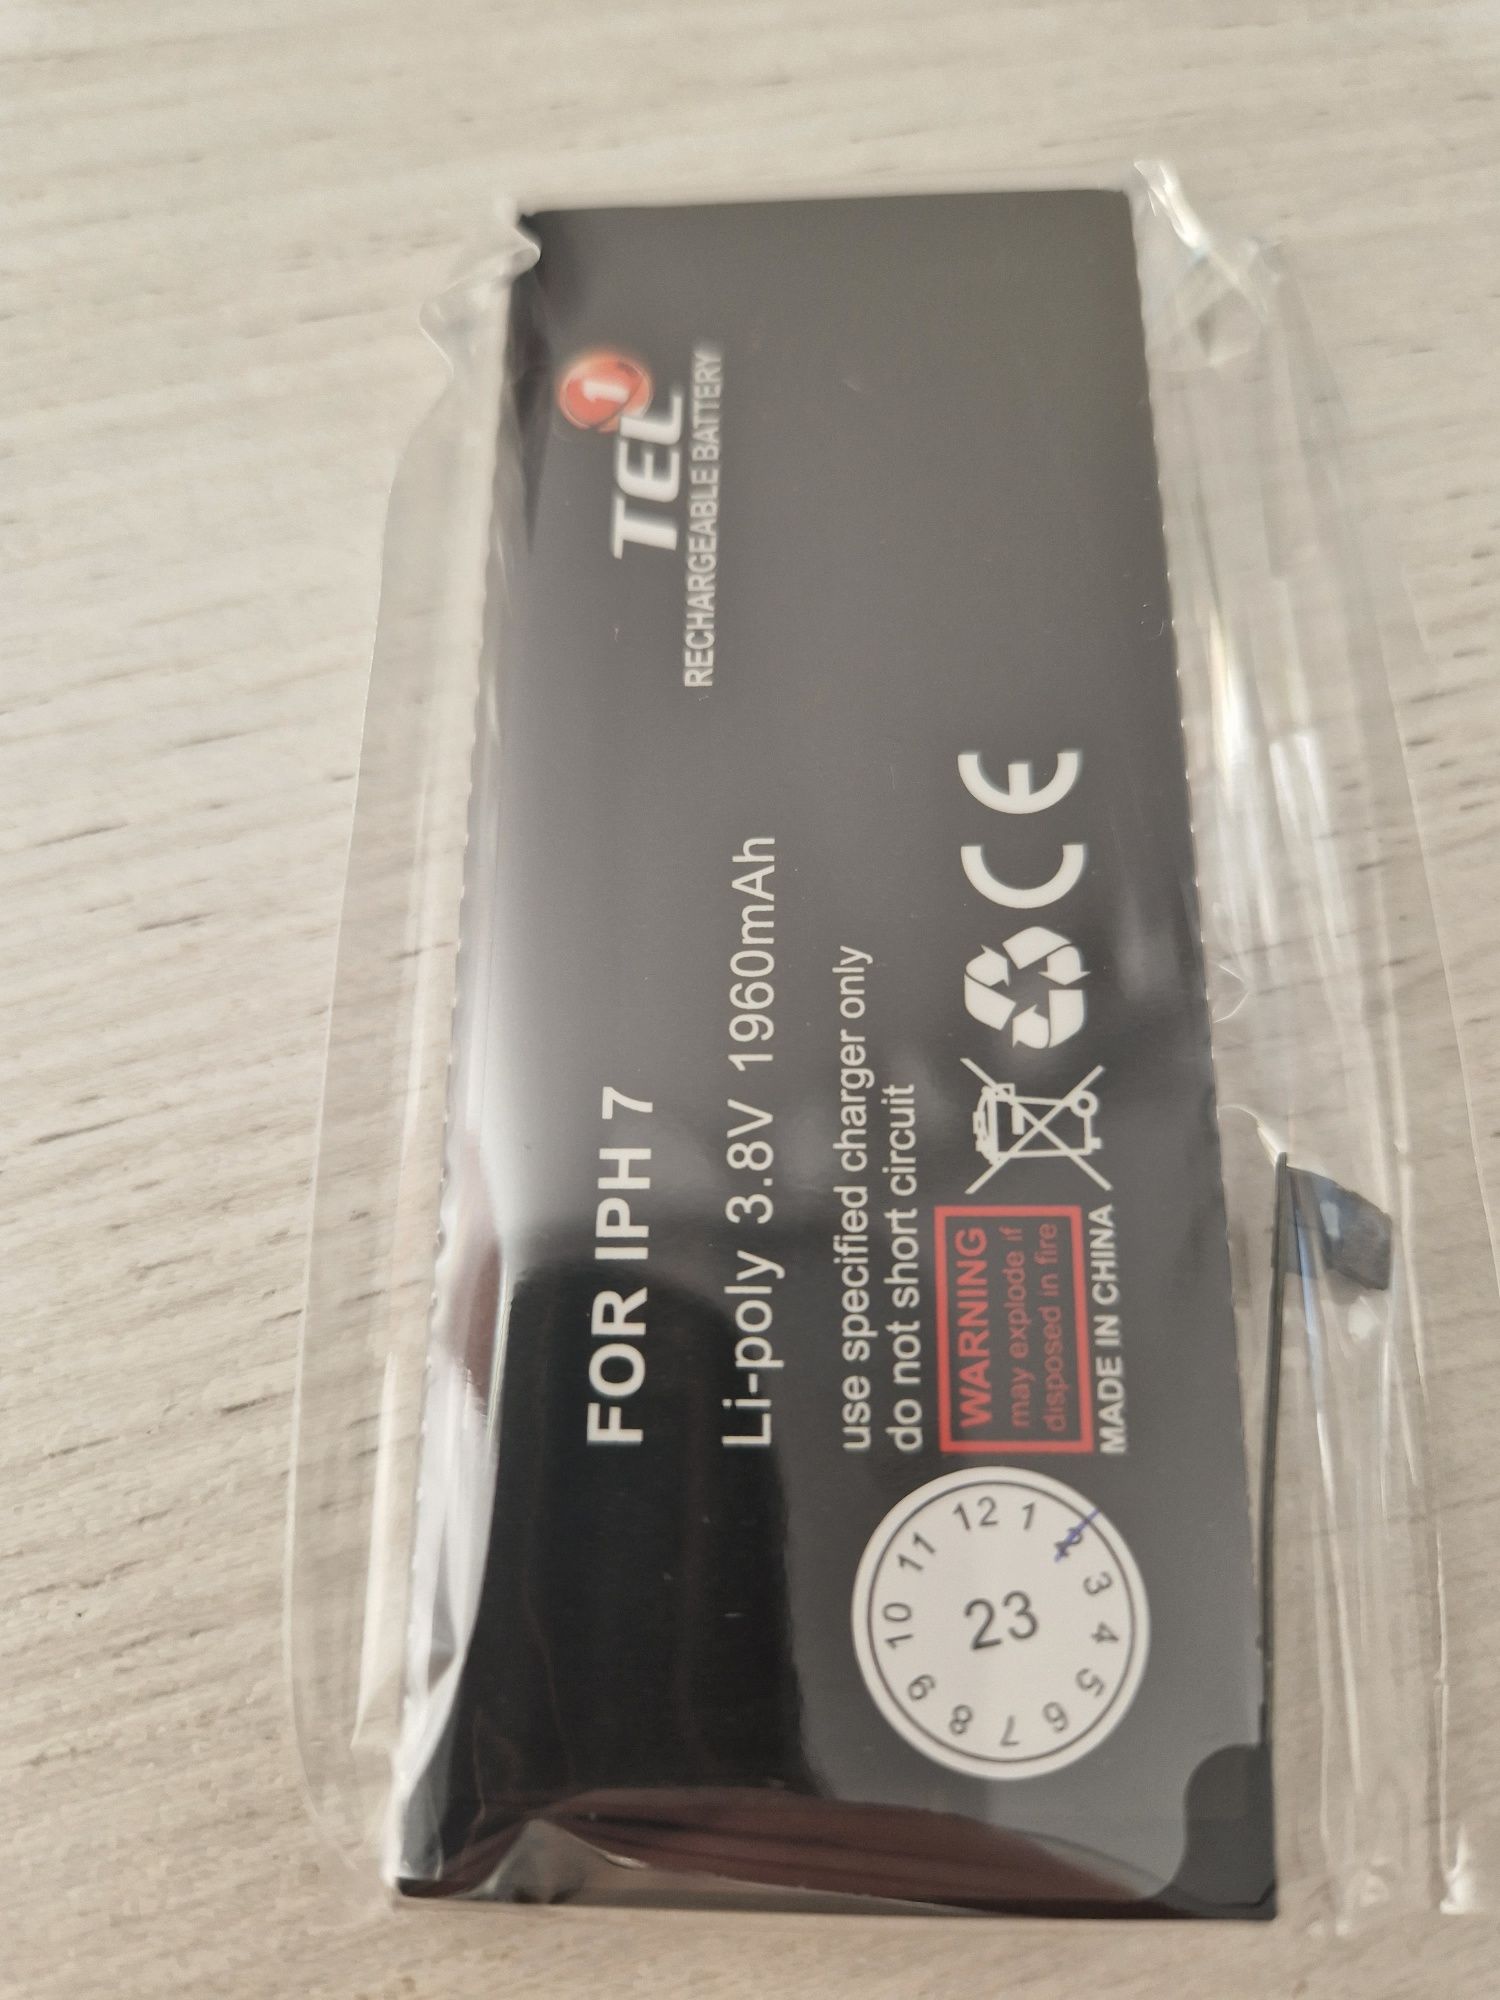 TEL 1
RECHARGEABLE BATTERY
FOR IPH 7
Li-poly 3.8V 1960mAh
use specified charger only
do not short circuit
WARNING
may explode if
disposed in fire
CE
MADE IN CHINA
12
1
2
3
4
5
6
7
8
9
10
11
23